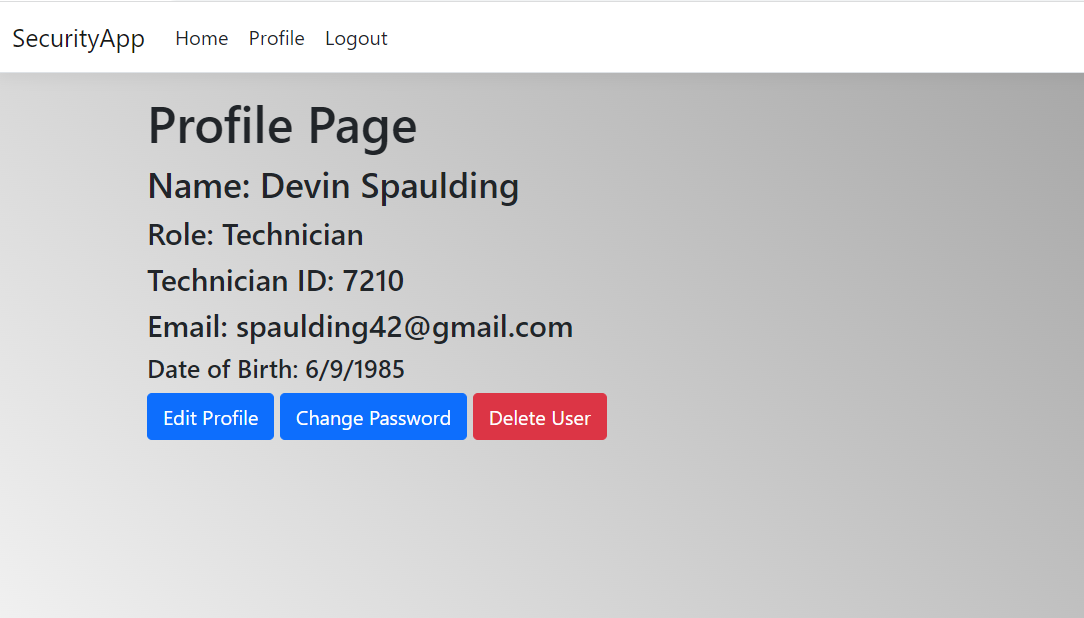 SecurityApp Home Profile Logout
Profile Page
Name: Devin Spaulding
Role: Technician
Technician ID: 7210
Email: spaulding42@gmail.com
Date of Birth: 6/9/1985
Edit Profile Change Password Delete User